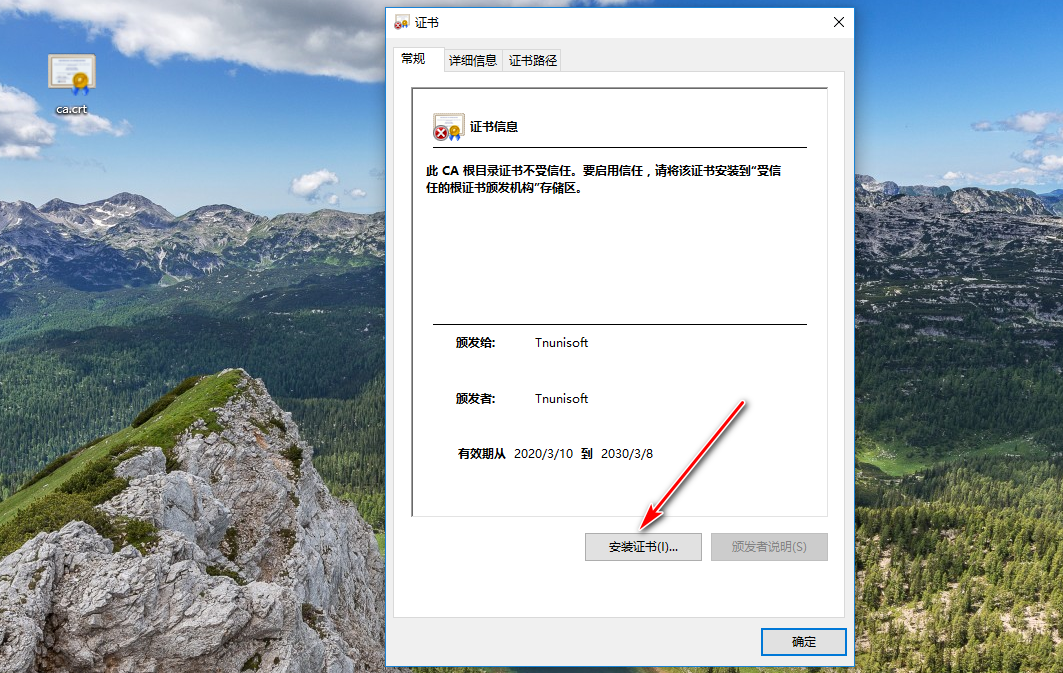 证书
ca.crt
常规 详细信息 证书路径
证书信息
此 CA 根目录证书不受信任。要启用信任，请将该证书安装到"受信
任的根证书颁发机构"存储区。
颁发给: Tnunisoft
颁发者: Tnunisoft
有效期从 2020/3/10 到 2030/3/8
安装证书(I)... 颁发者说明(S)
确定